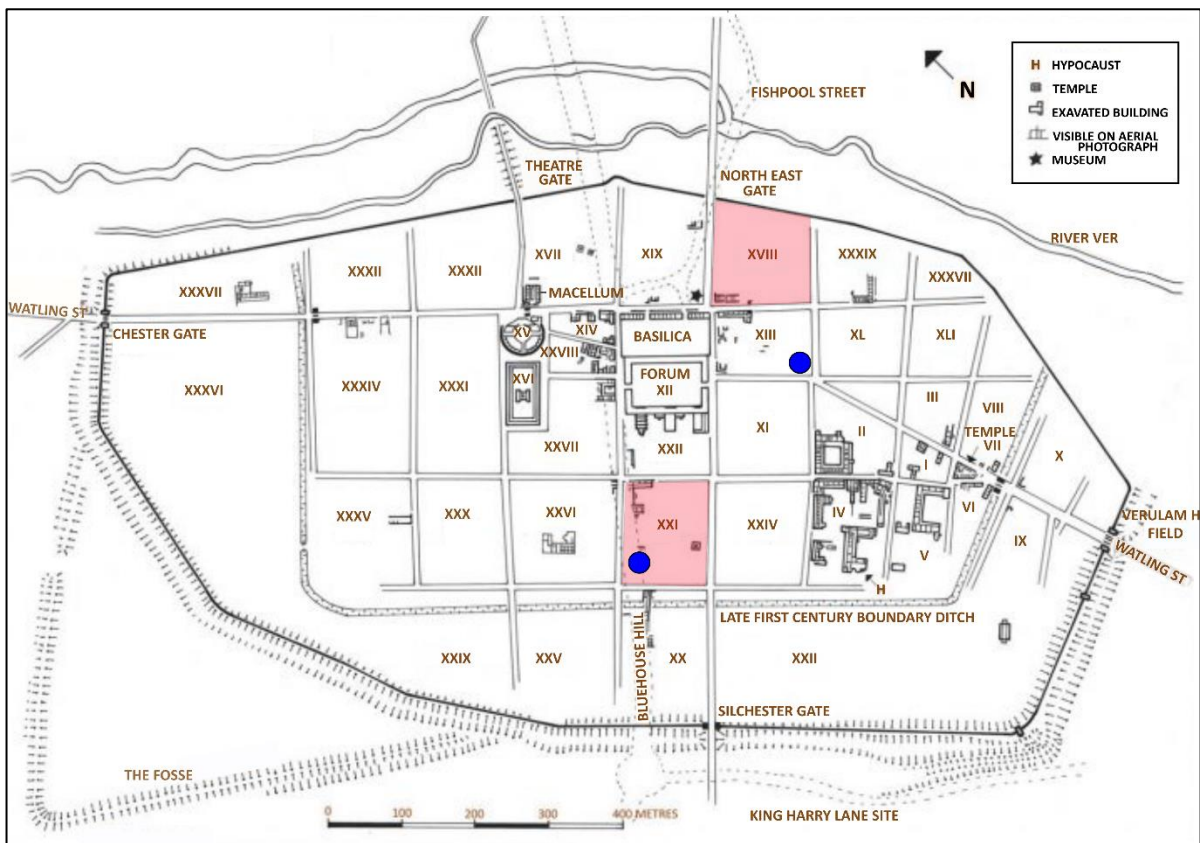 FISHPOOL STREET
N
H HYPOCAUST
TEMPLE
EXAVATED BUILDING
VISIBLE ON AERIAL
PHOTOGRAPH
MUSEUM
THEATRE
GATE
NORTH EAST
GATE
RIVER VER
XXXII
XXXII
XVII
XIX
XVIII
XXXIX
XXXVII
XXXVII
MACELLUM
WATLING ST
CHESTER GATE
XV
XIV
BASILICA
XIII
XL
XLI
XXVIII
XXXVI
XXXIV
XXXI
XVI
FORUM
XII
III
VIII
XI
II
TEMPLE
VII
XXVII
XXII
I
X
XXXV
XXX
XXVI
XXI
XXIV
IV
VI
V
IX
VERULAM H
FIELD
WATLING ST
H
LATE FIRST CENTURY BOUNDARY DITCH
BLUEHOUSE HILL
XXIX
XXV
XX
XXII
SILCHESTER GATE
THE FOSSE
0 100 200 300 400 METRES
KING HARRY LANE SITE